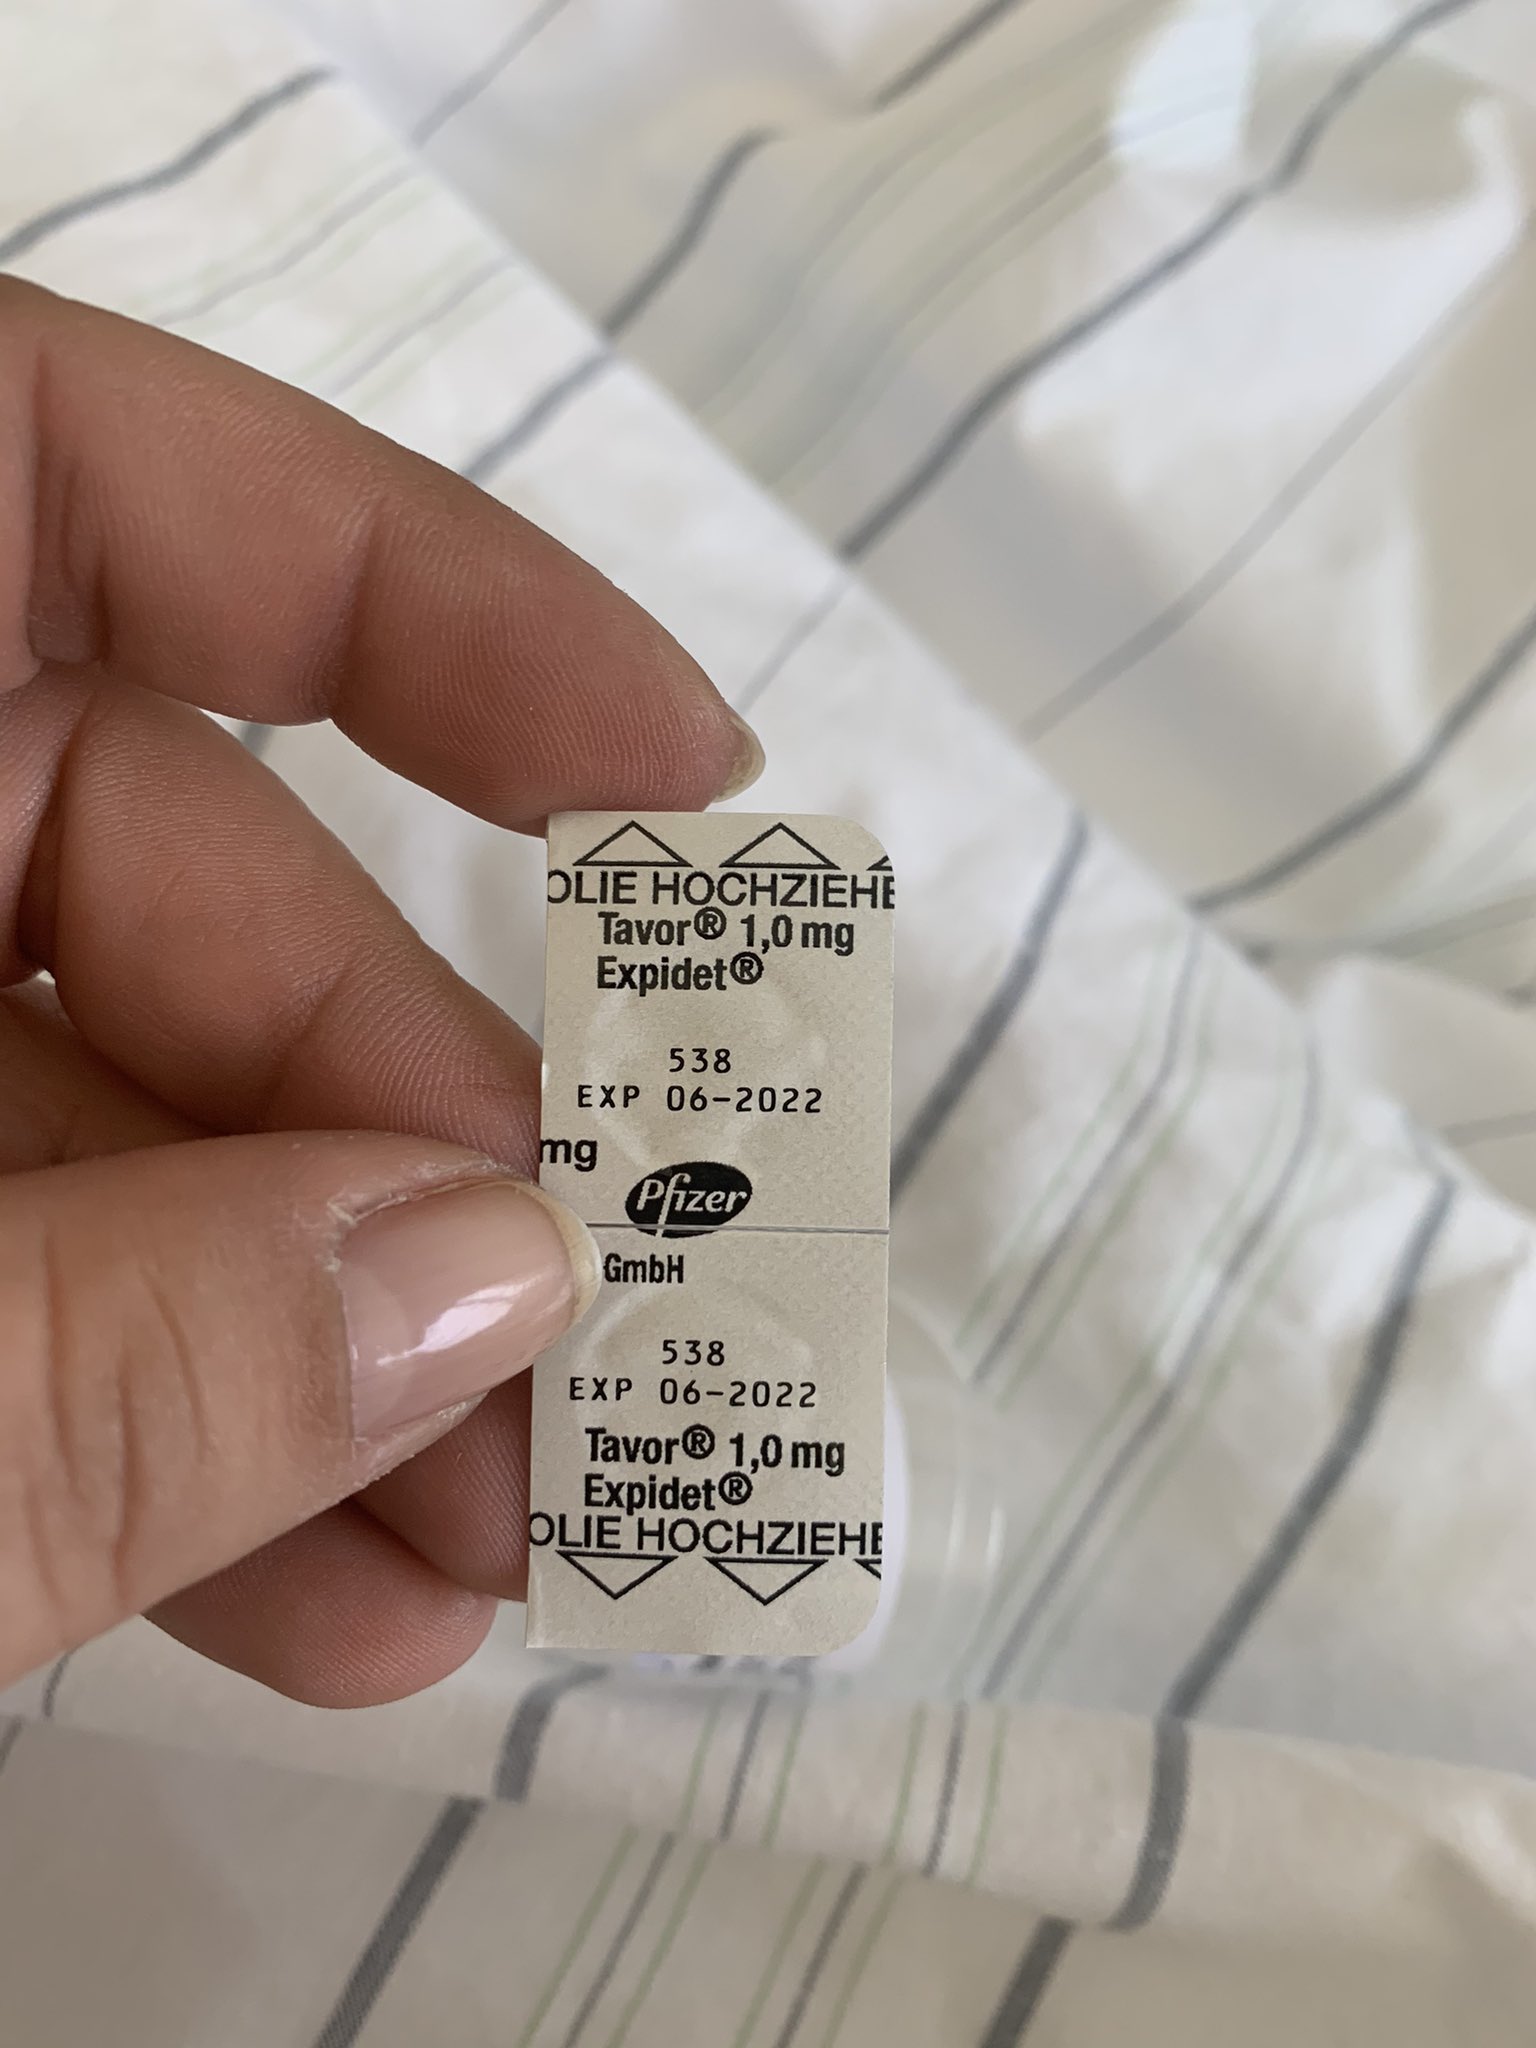 OLIE HOCHZIEHE
Tavor® 1,0 mg
Expidet®
538
EXP 06-2022
mg
Pfizer
GmbH
538
EXP 06-2022
Tavor® 1,0 mg
Expidet®
OLIE HOCHZIEHE